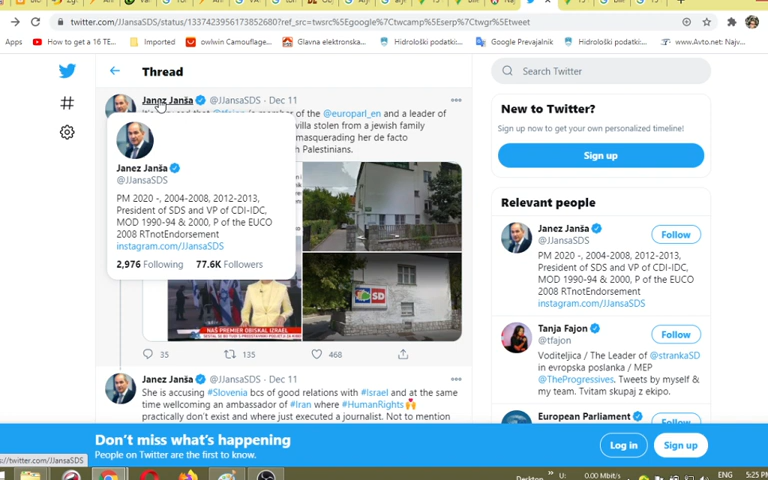 twitter.com/JJansaSDS/status/1337423956173852680?ref_src=twsrc%5Egoogle%7Ctwcamp%5Eserp%7Ctwgr%5Etweet
Apps
How to get a 16 TE...
Imported
owlwin Camouflage...
Glavna elektronska...
Hidrološki podatki/...
Google Prevajalnik
Hidrološki podatki/...
www.Avto.net: Najv...
Thread
Search Twitter
Janez Janša @JJansaSDS · Dec 11
member of the @europarl_en and a leader of
villa stolen from a jewish family
masquerading her de facto
Palestinians.
Janez Janša
@JJansaSDS
PM 2020 -, 2004-2008, 2012-2013,
President of SDS and VP of CDI-IDC,
MOD 1990-94 & 2000, P of the EUCO
2008 RTnotEndorsement
instagram.com/JJansaSDS
2,976 Following 77.6K Followers
SD
NAŠ PREMIER OBISKAL IZRAEL
35 135 468
Janez Janša @JJansaSDS · Dec 11
She is accusing #Slovenia bcs of good relations with #Israel and at the same
time wellcoming an ambassador of #Iran where #HumanRights
practically don't exist and where just executed a journalist. Not to mention
New to Twitter?
Sign up now to get your own personalized timeline!
Sign up
Relevant people
Janez Janša
@JJansaSDS
Follow
PM 2020 -, 2004-2008, 2012-2013,
President of SDS and VP of CDI-IDC,
MOD 1990-94 & 2000, P of the EUCO
2008 RTnotEndorsement
instagram.com/JJansaSDS
Tanja Fajon
@tfajon
Follow
Voditeljica / The Leader of @strankaSD
in evropska poslanka / MEP
@TheProgressives. Tweets by myself &
my team. Tvitam skupaj z ekipo.
European Parliament
Don't miss what's happening
People on Twitter are the first to know.
Log in
Sign up
s://twitter.com/JJansaSDS
Desktop
U:
0.00 Mbit/s
ENG
5:25 PM